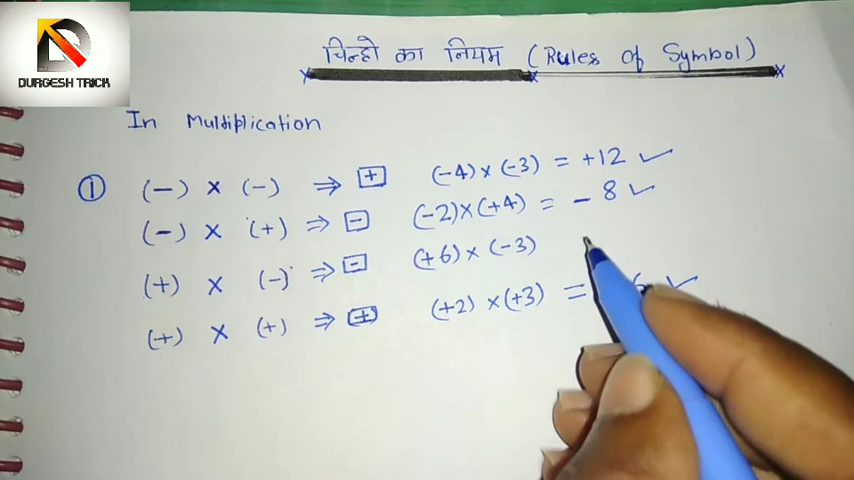 DURGESH TRICK
चिन्हो का नियम (Rules of Symbol)
In Multiplication
① (-) × (-) ⇒ + (-4)×(-3) = +12 ✓
(-) × (+) ⇒ - (-2)×(+4) = -8 ✓
(+) × (-) ⇒ - (+6)×(-3)
(+) × (+) ⇒ + (+2)×(+3) = 6 ✓